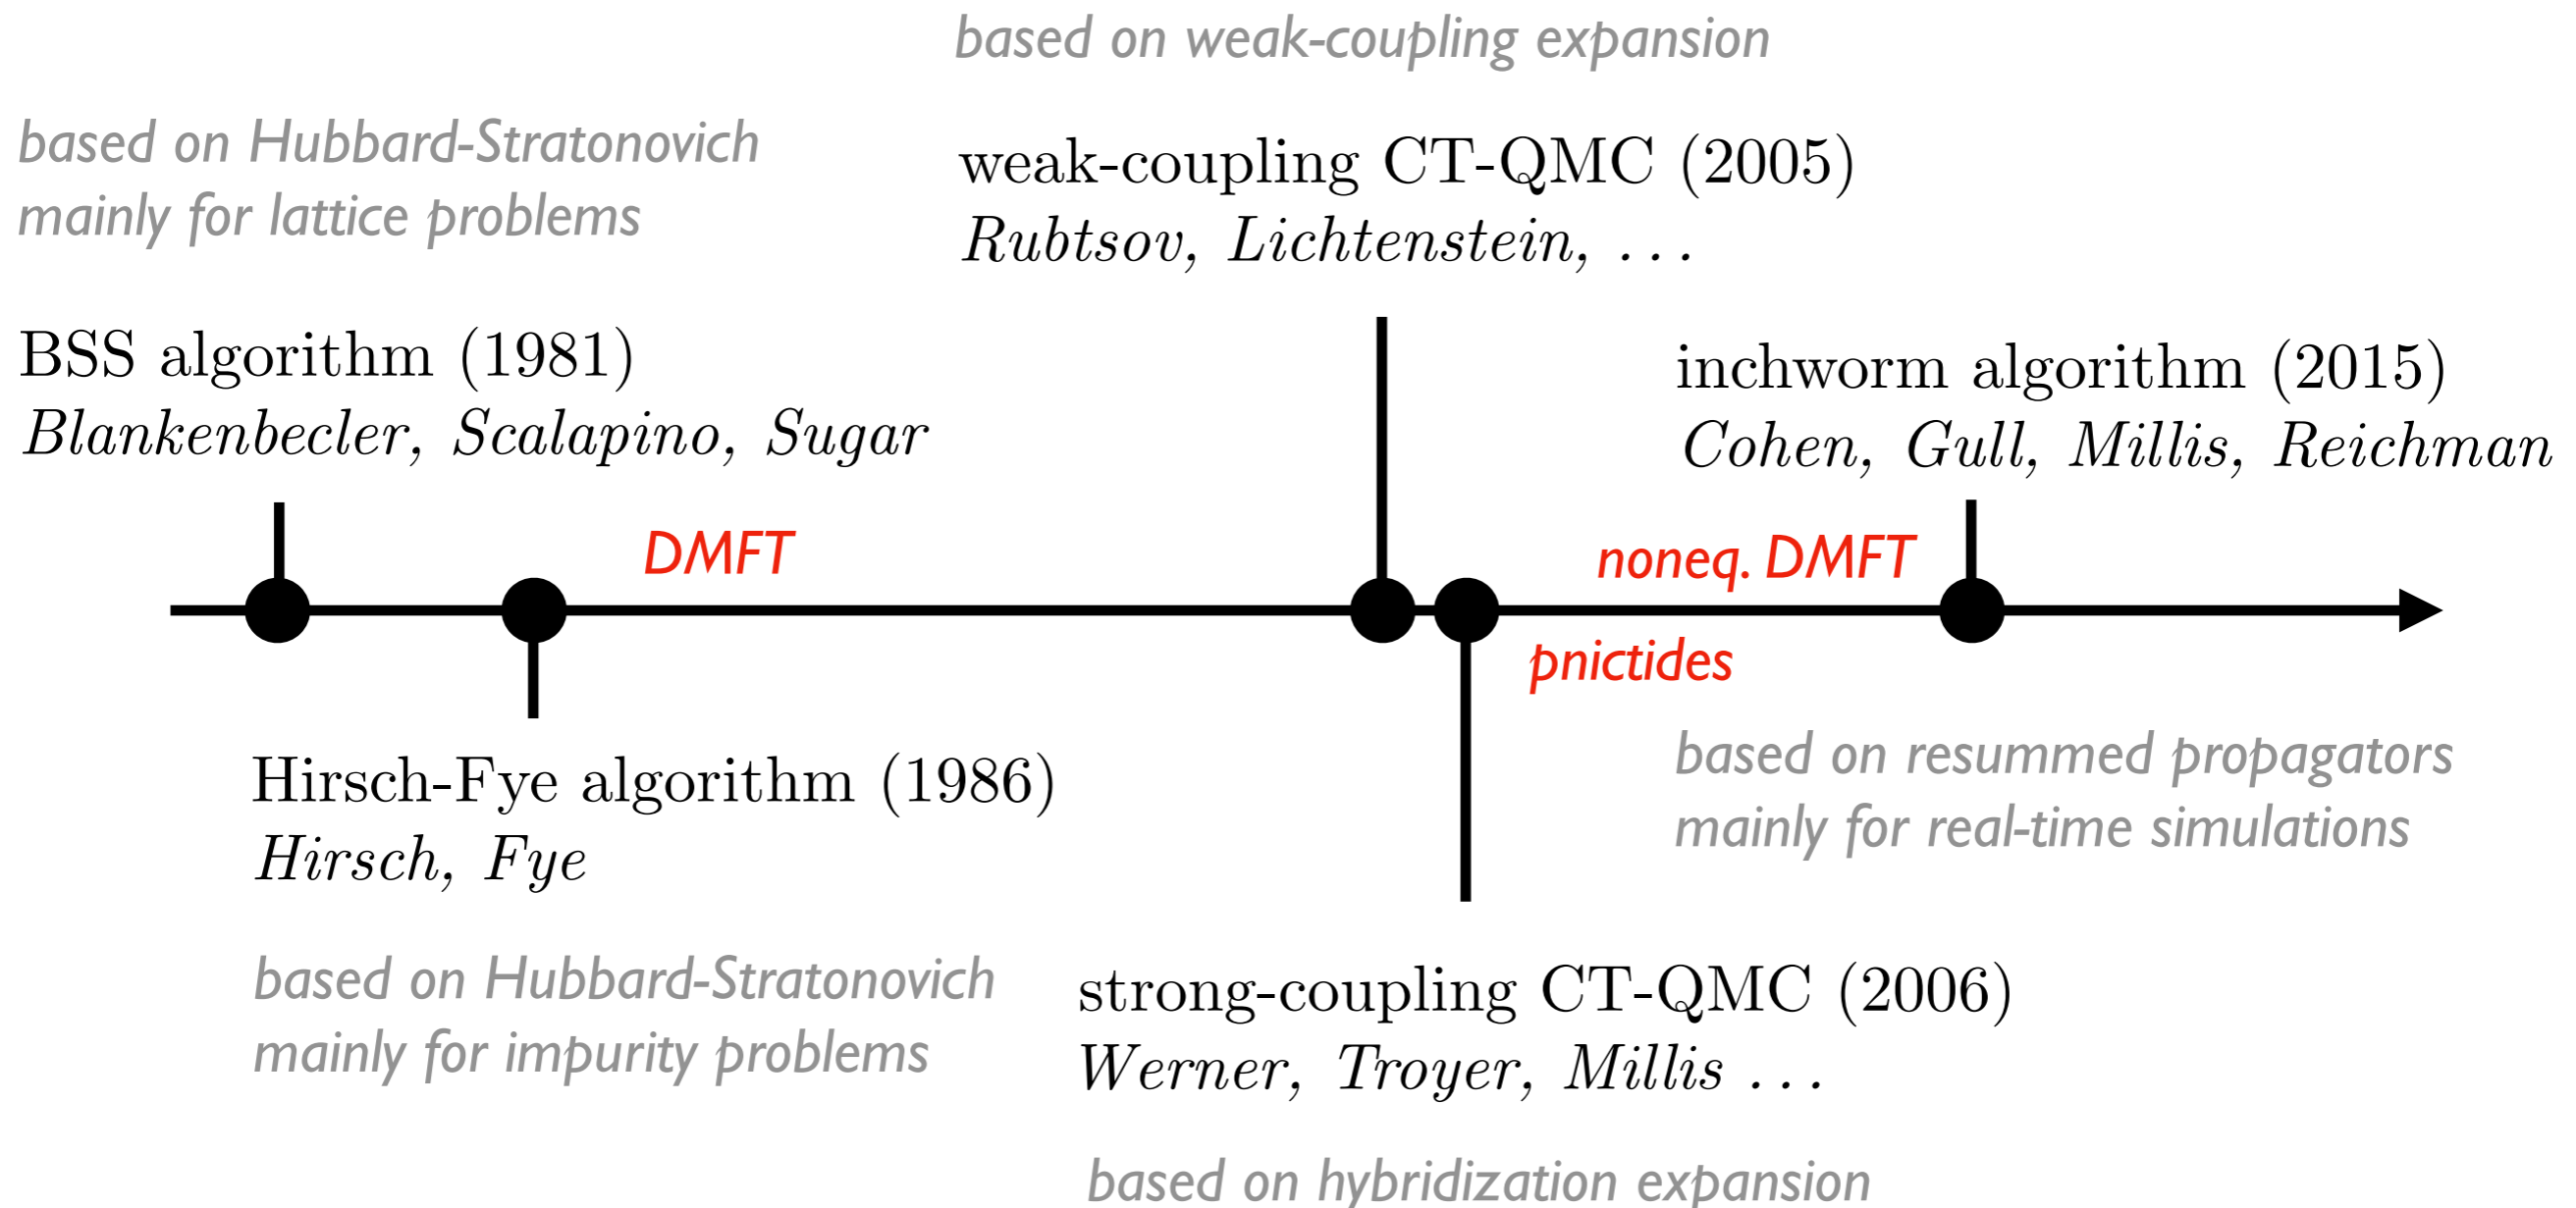 based on weak-coupling expansion
based on Hubbard-Stratonovich
mainly for lattice problems
weak-coupling CT-QMC (2005)
Rubtsov, Lichtenstein, ...
BSS algorithm (1981)
Blankenbecler, Scalapino, Sugar
inchworm algorithm (2015)
Cohen, Gull, Millis, Reichman
DMFT
noneq. DMFT
pnictides
Hirsch-Fye algorithm (1986)
Hirsch, Fye
based on resummed propagators
mainly for real-time simulations
based on Hubbard-Stratonovich
mainly for impurity problems
strong-coupling CT-QMC (2006)
Werner, Troyer, Millis ...
based on hybridization expansion